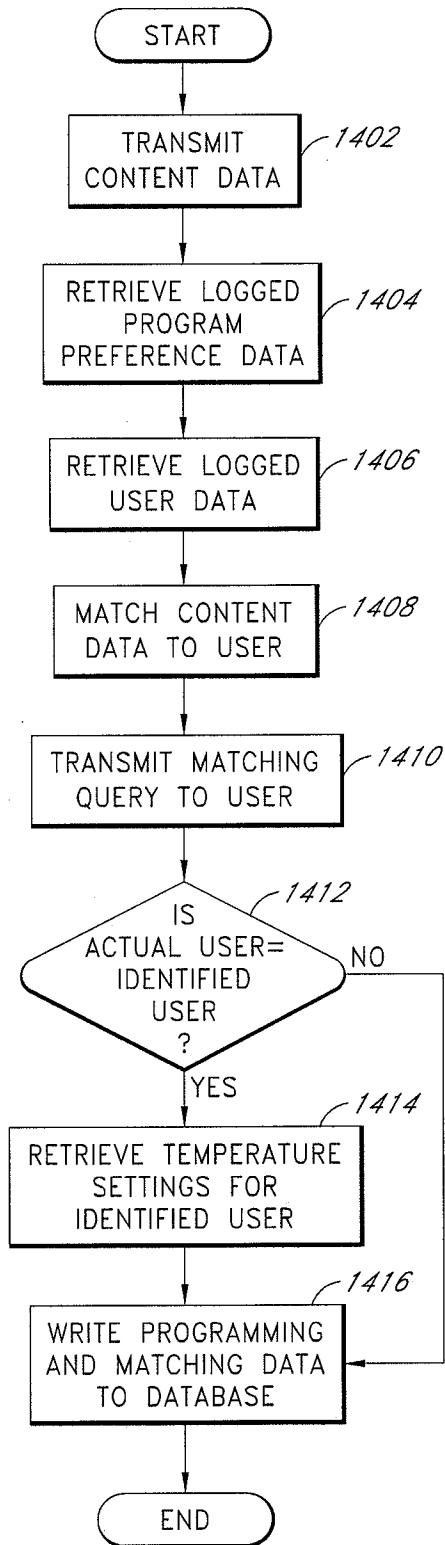 START
TRANSMIT
CONTENT DATA
1402
RETRIEVE LOGGED
PROGRAM
PREFERENCE DATA
1404
RETRIEVE LOGGED
USER DATA
1406
MATCH CONTENT
DATA TO USER
1408
TRANSMIT MATCHING
QUERY TO USER
1410
IS
ACTUAL USER=
IDENTIFIED
USER
?
1412
NO
YES
RETRIEVE TEMPERATURE
SETTINGS FOR
IDENTIFIED USER
1414
WRITE PROGRAMMING
AND MATCHING DATA
TO DATABASE
1416
END